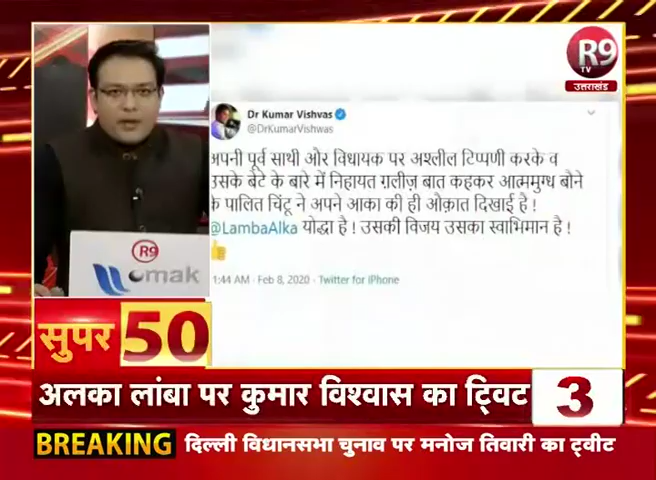 R9
TV
उत्तराखंड
Dr Kumar Vishvas
@DrKumarVishwas
अपनी पूर्व साथी और विधायक पर अश्लील टिप्पणी करके व
उसके बेटे के बारे में निहायत ग़लीज़ बात कहकर आत्ममुग्ध बौने
के पालित चिंटू ने अपने आका की ही औक़ात दिखाई है !
@LambaAlka योद्धा है ! उसकी विजय उसका स्वाभिमान है !
1:44 AM · Feb 8, 2020 · Twitter for iPhone
R9
omak
सुपर 50
अलका लांबा पर कुमार विश्वास का ट्विट 3
BREAKING दिल्ली विधानसभा चुनाव पर मनोज तिवारी का ट्वीट